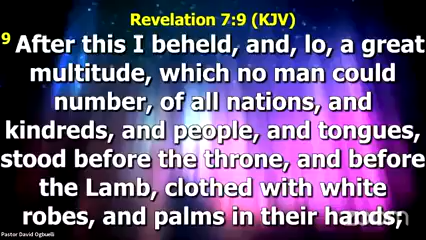 Revelation 7:9 (KJV)
9 After this I beheld, and, lo, a great
multitude, which no man could
number, of all nations, and
kindreds, and people, and tongues,
stood before the throne, and before
the Lamb, clothed with white
robes, and palms in their hands;
Pastor David Ogbueli